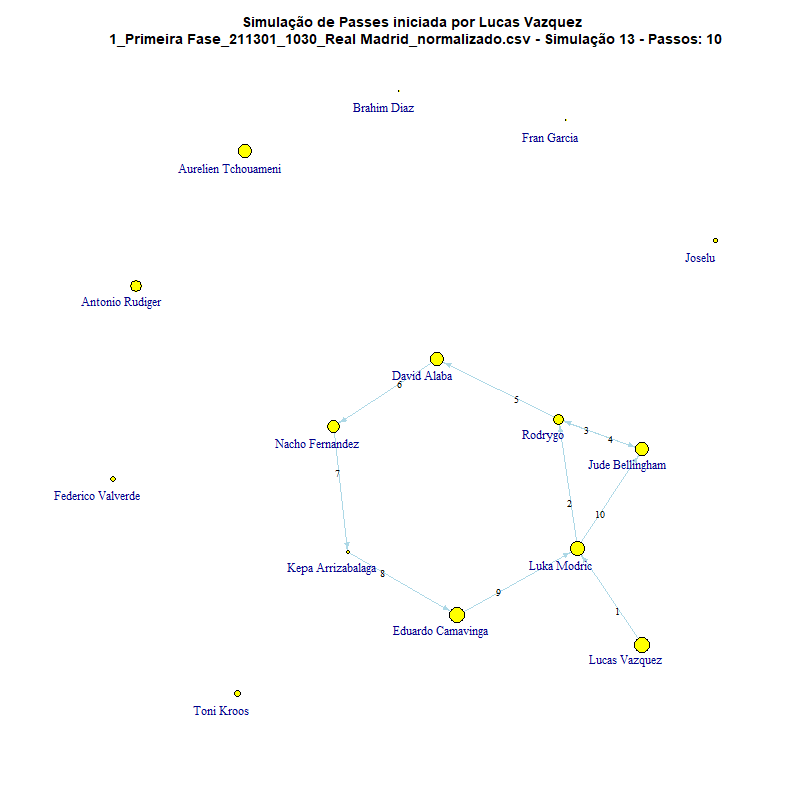 Simulação de Passes iniciada por Lucas Vazquez
1_Primeira Fase_211301_1030_Real Madrid_normalizado.csv - Simulação 13 - Passos: 10
Brahim Diaz
Fran Garcia
Aurelien Tchouameni
Joselu
Antonio Rudiger
David Alaba
6
5
Rodrygo
3
4
Nacho Fernandez
Jude Bellingham
7
Federico Valverde
2
10
Kepa Arrizabalaga
8
Luka Modric
9
1
Eduardo Camavinga
Lucas Vazquez
Toni Kroos